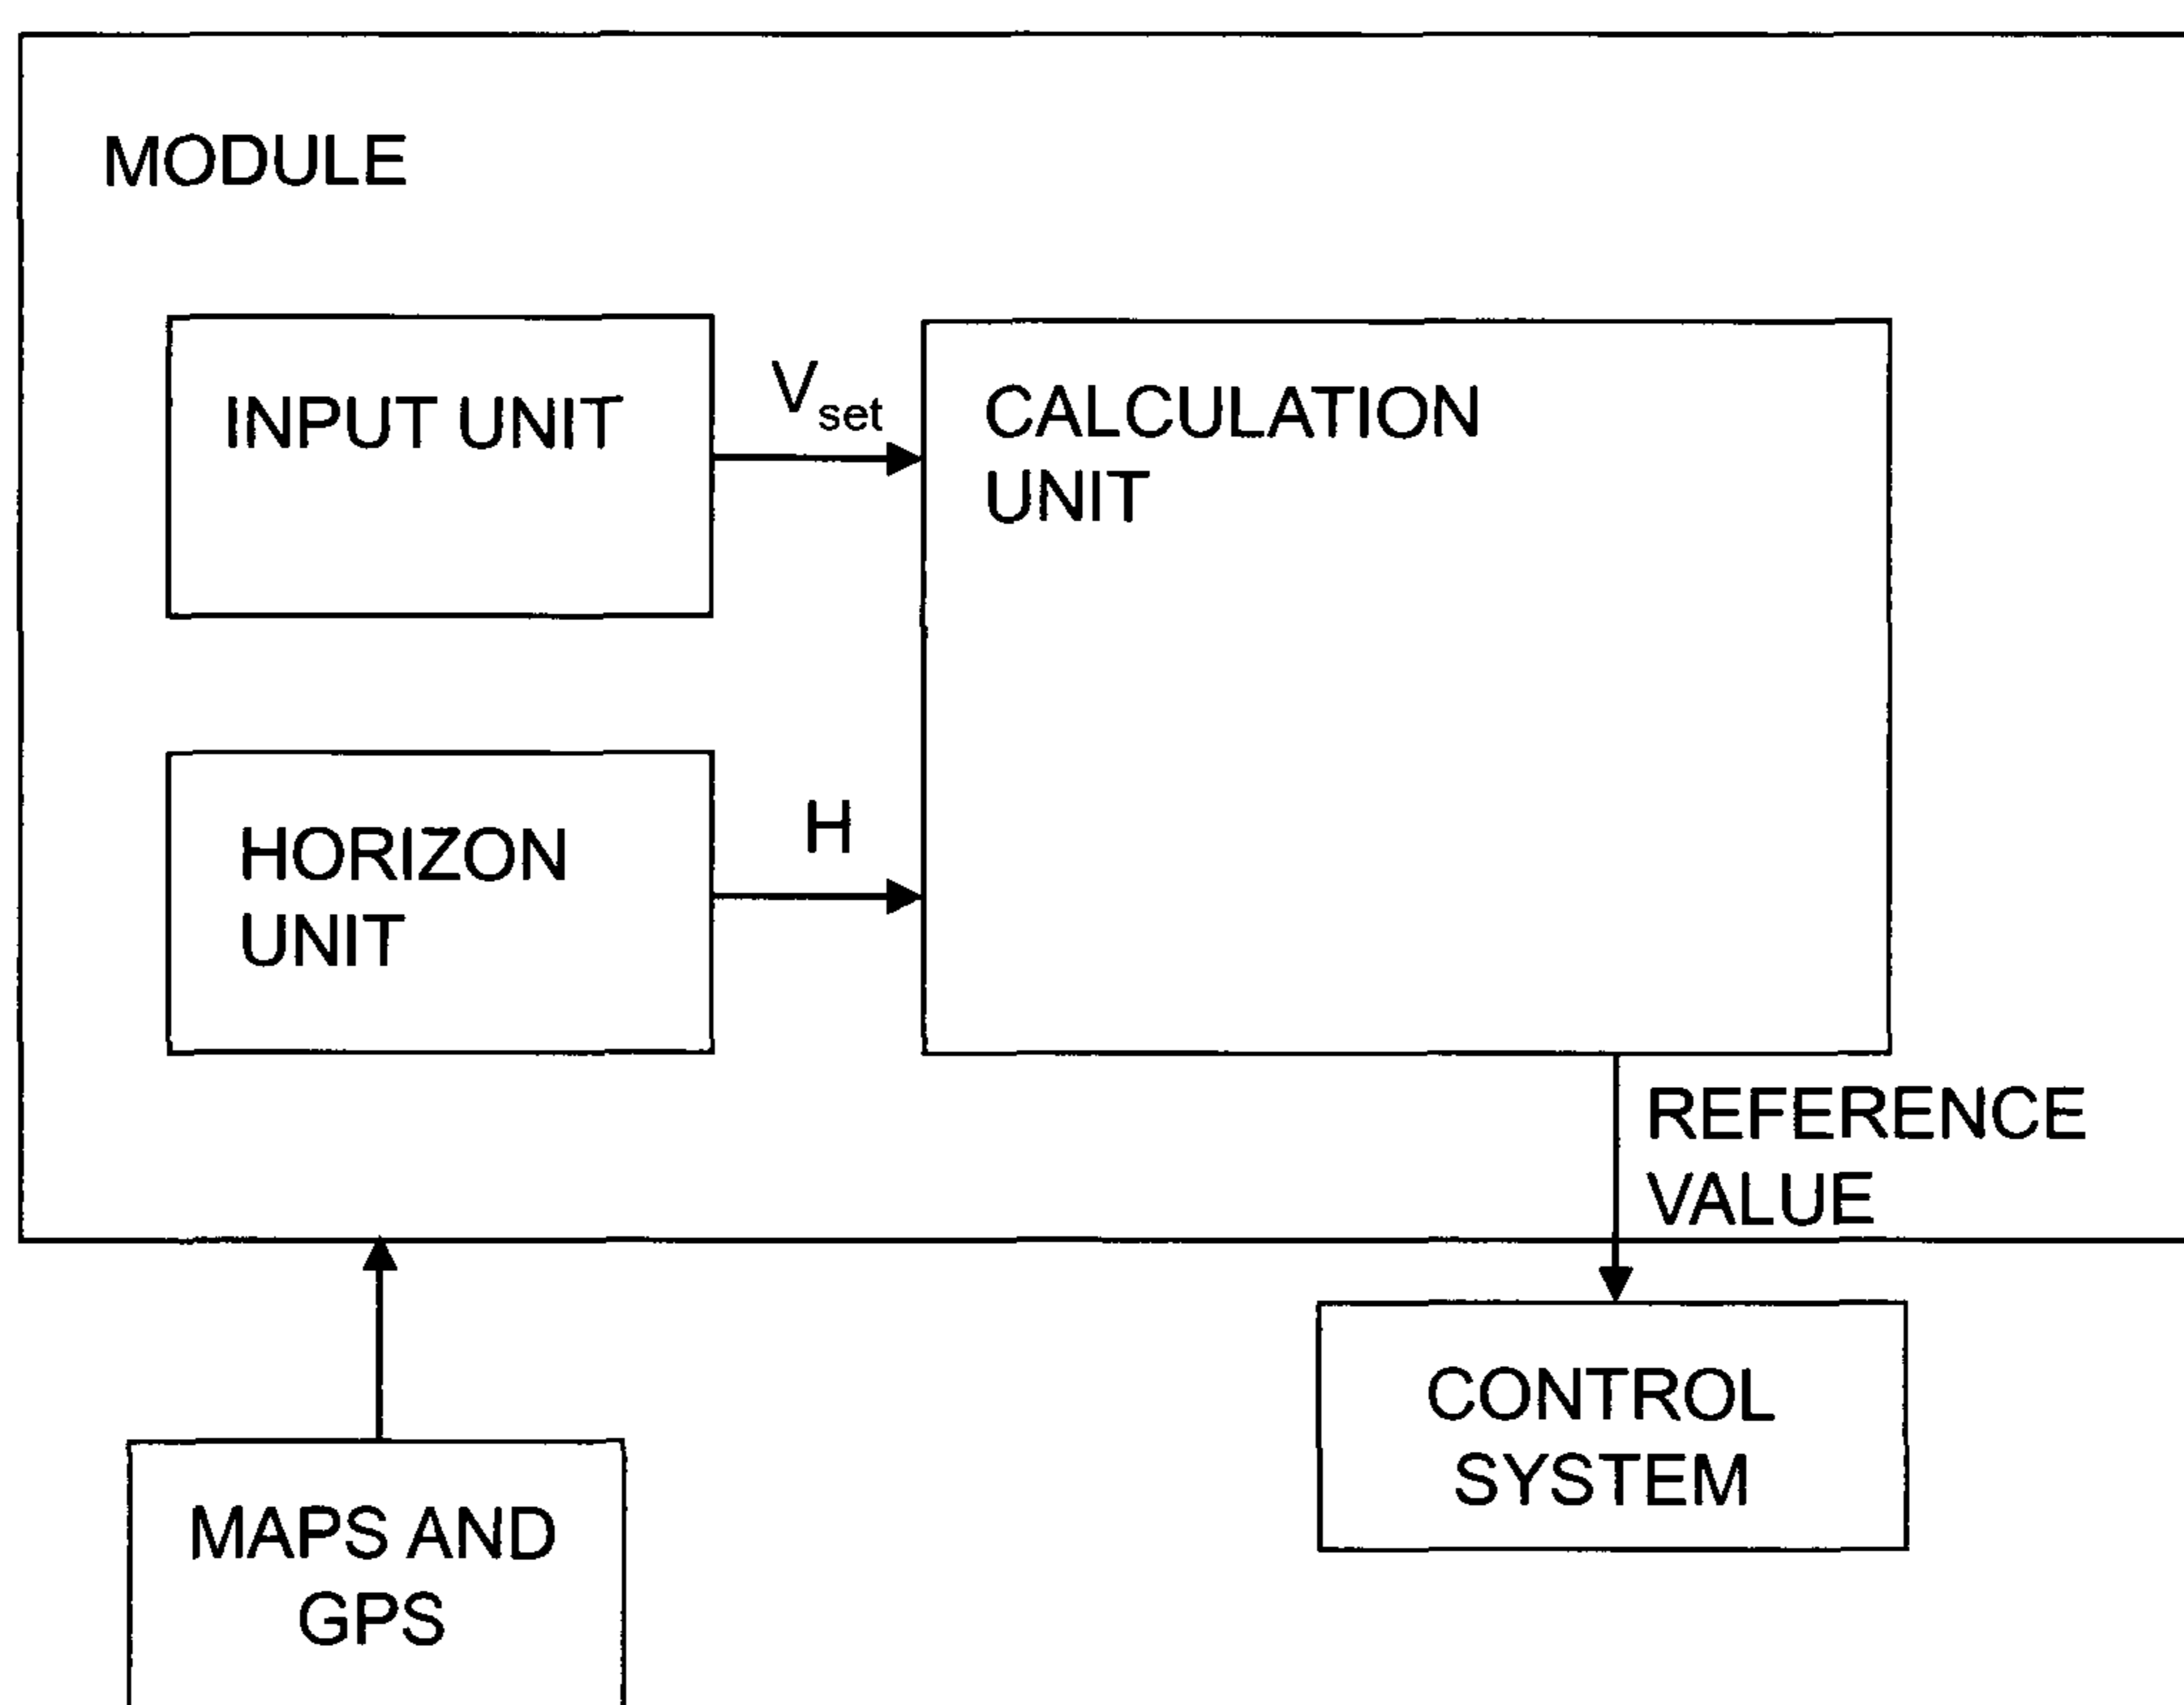 MODULE
INPUT UNIT
Vset
CALCULATION
UNIT
HORIZON
UNIT
H
REFERENCE
VALUE
CONTROL
SYSTEM
MAPS AND
GPS